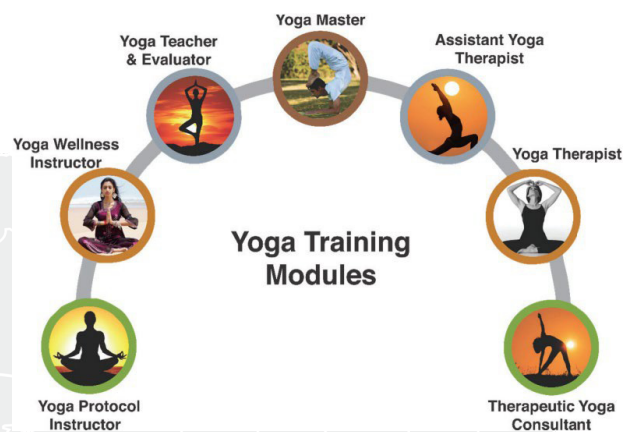 Yoga Master
Yoga Teacher
& Evaluator
Assistant Yoga
Therapist
Yoga Wellness
Instructor
Yoga Therapist
Yoga Training
Modules
Yoga Protocol
Instructor
Therapeutic Yoga
Consultant